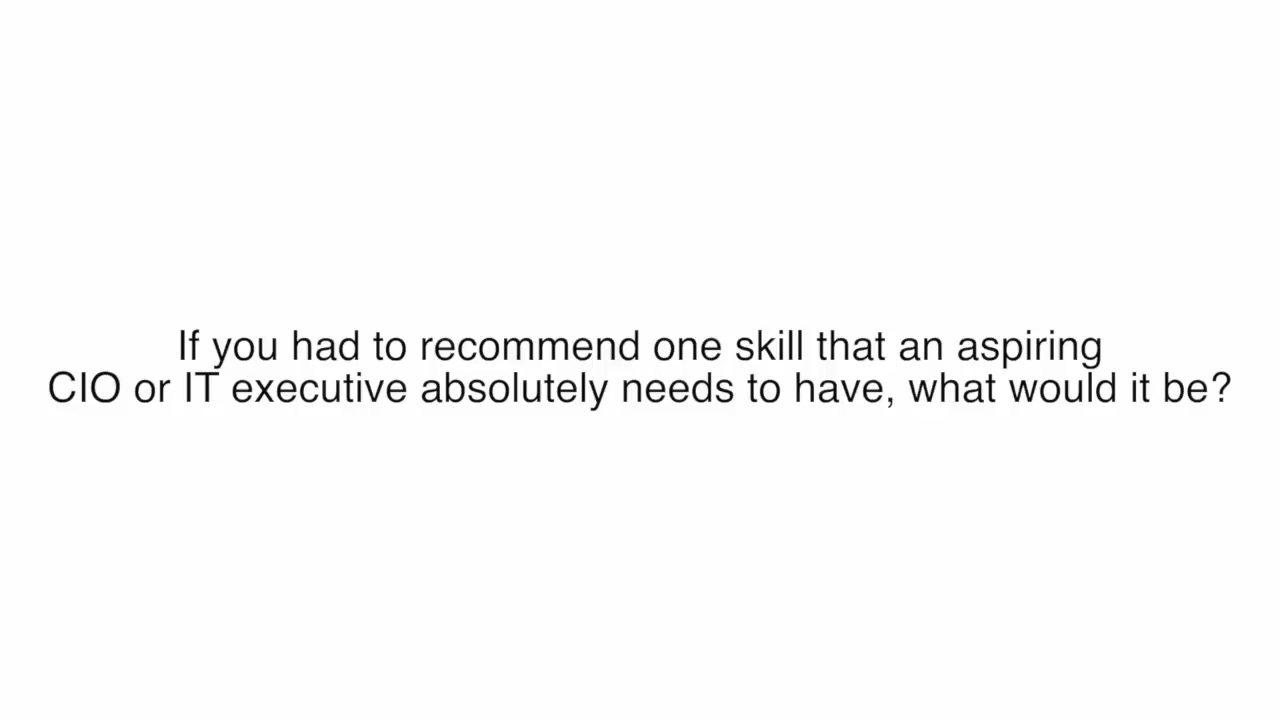 If you had to recommend one skill that an aspiring
CIO or IT executive absolutely needs to have, what would it be?